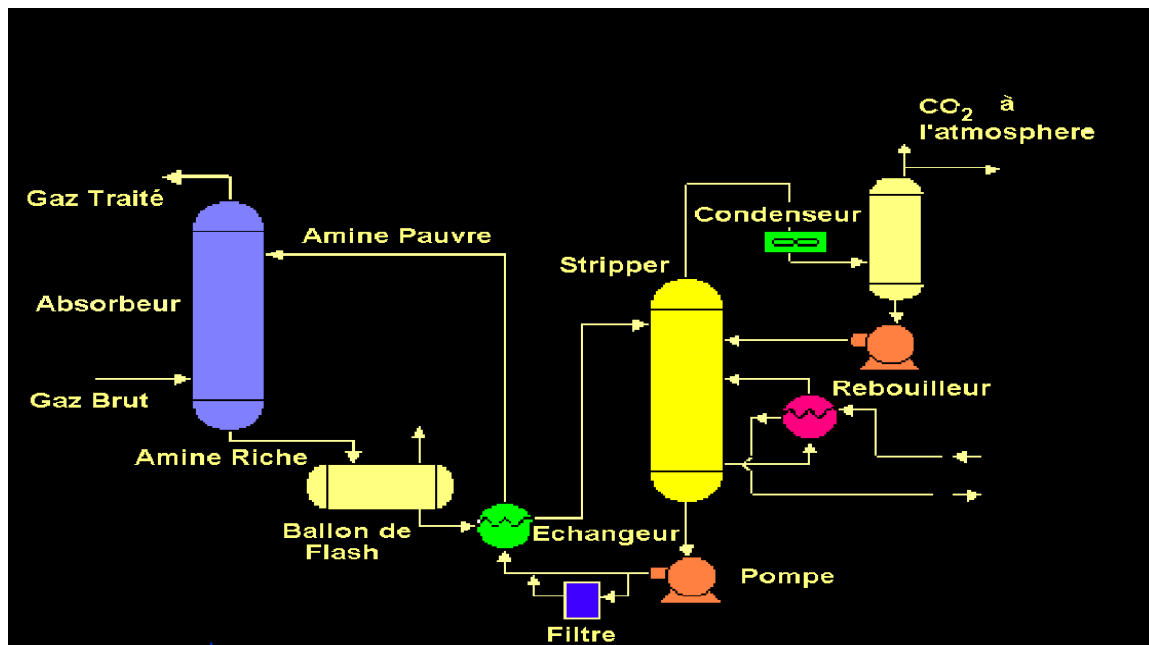 CO2 à
l'atmosphere
Gaz Traité
Condenseur
Amine Pauvre
Stripper
Absorbeur
Rebouilleur
Gaz Brut
Amine Riche
Ballon de
Flash
Echangeur
Pompe
Filtre